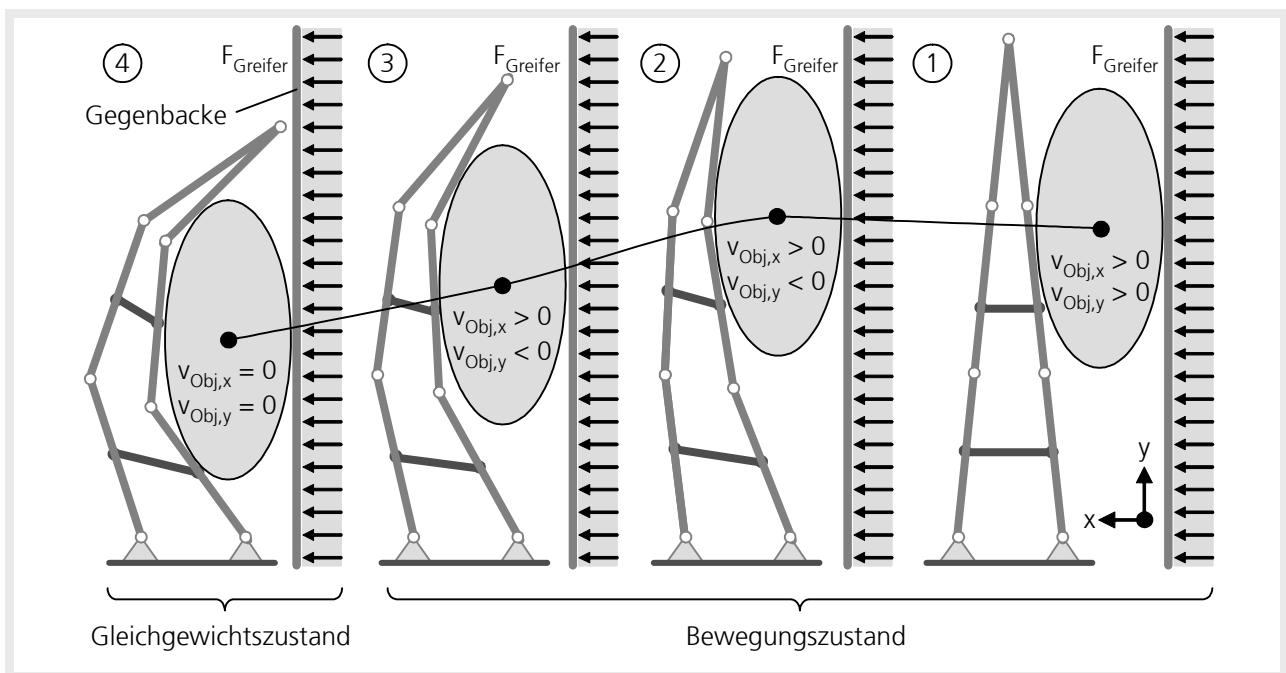 4
F_Greifer
Gegenbacke
v_Obj,x = 0
v_Obj,y = 0
3
F_Greifer
v_Obj,x > 0
v_Obj,y < 0
2
F_Greifer
v_Obj,x > 0
v_Obj,y < 0
1
F_Greifer
v_Obj,x > 0
v_Obj,y > 0
y
x
Gleichgewichtszustand
Bewegungszustand